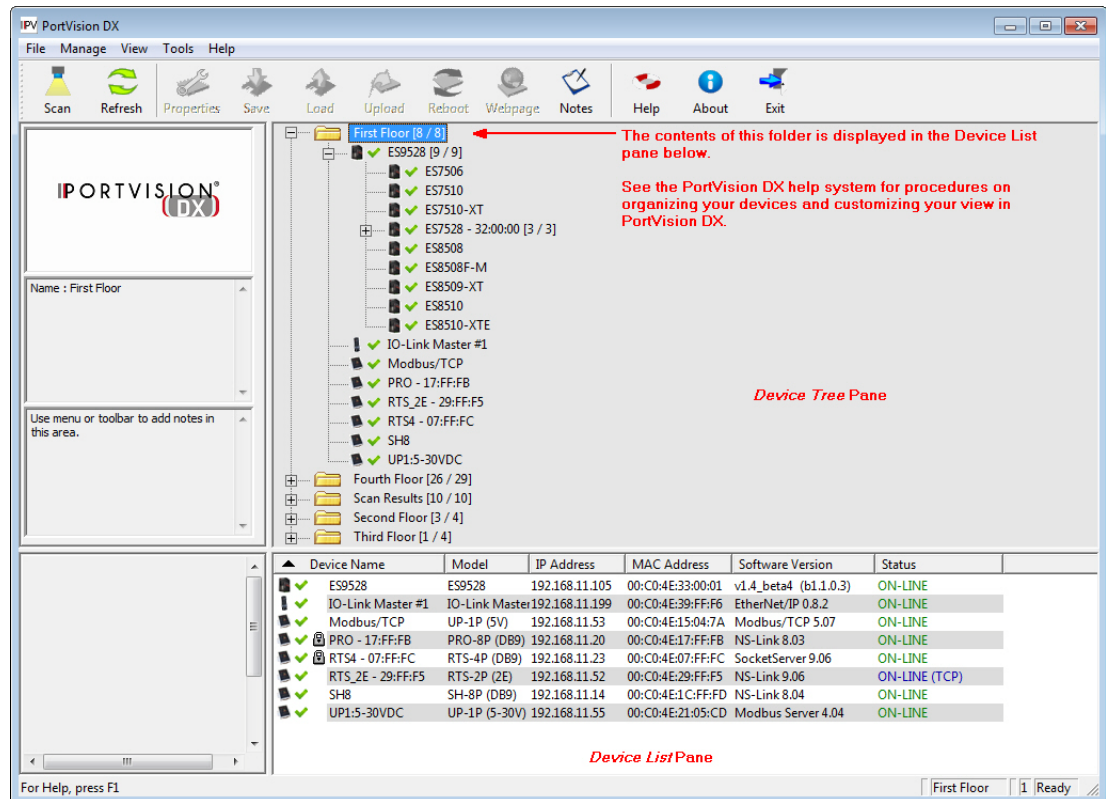 PortVision DX
File Manage View Tools Help
Scan Refresh Properties Save Load Upload Reboot Webpage Notes Help About Exit
PORTVISION®
(DX)
Name : First Floor
Use menu or toolbar to add notes in
this area.
First Floor [8 / 8]
ES9528 [9 / 9]
ES7506
ES7510
ES7510-XT
ES7528 - 32:00:00 [3 / 3]
ES8508
ES8508F-M
ES8509-XT
ES8510
ES8510-XTE
IO-Link Master #1
Modbus/TCP
PRO - 17:FF:FB
RTS_2E - 29:FF:F5
RTS4 - 07:FF:FC
SH8
UP1:5-30VDC
Fourth Floor [26 / 29]
Scan Results [10 / 10]
Second Floor [3 / 4]
Third Floor [1 / 4]
The contents of this folder is displayed in the Device List
pane below.
See the PortVision DX help system for procedures on
organizing your devices and customizing your view in
PortVision DX.
Device Tree Pane
Device Name Model IP Address MAC Address Software Version Status
ES9528 ES9528 192.168.11.105 00:C0:4E:33:00:01 v1.4_beta4 (b1.1.0.3) ON-LINE
IO-Link Master #1 IO-Link Master 192.168.11.199 00:C0:4E:39:FF:F6 EtherNet/IP 0.8.2 ON-LINE
Modbus/TCP UP-1P (5V) 192.168.11.53 00:C0:4E:15:04:7A Modbus/TCP 5.07 ON-LINE
PRO - 17:FF:FB PRO-8P (DB9) 192.168.11.20 00:C0:4E:17:FF:FB NS-Link 8.03 ON-LINE
RTS4 - 07:FF:FC RTS-4P (DB9) 192.168.11.23 00:C0:4E:07:FF:FC SocketServer 9.06 ON-LINE
RTS_2E - 29:FF:F5 RTS-2P (2E) 192.168.11.52 00:C0:4E:29:FF:F5 NS-Link 9.06 ON-LINE (TCP)
SH8 SH-8P (DB9) 192.168.11.14 00:C0:4E:1C:FF:FD NS-Link 8.04 ON-LINE
UP1:5-30VDC UP-1P (5-30V) 192.168.11.55 00:C0:4E:21:05:CD Modbus Server 4.04 ON-LINE
Device List Pane
For Help, press F1 First Floor 1 Ready